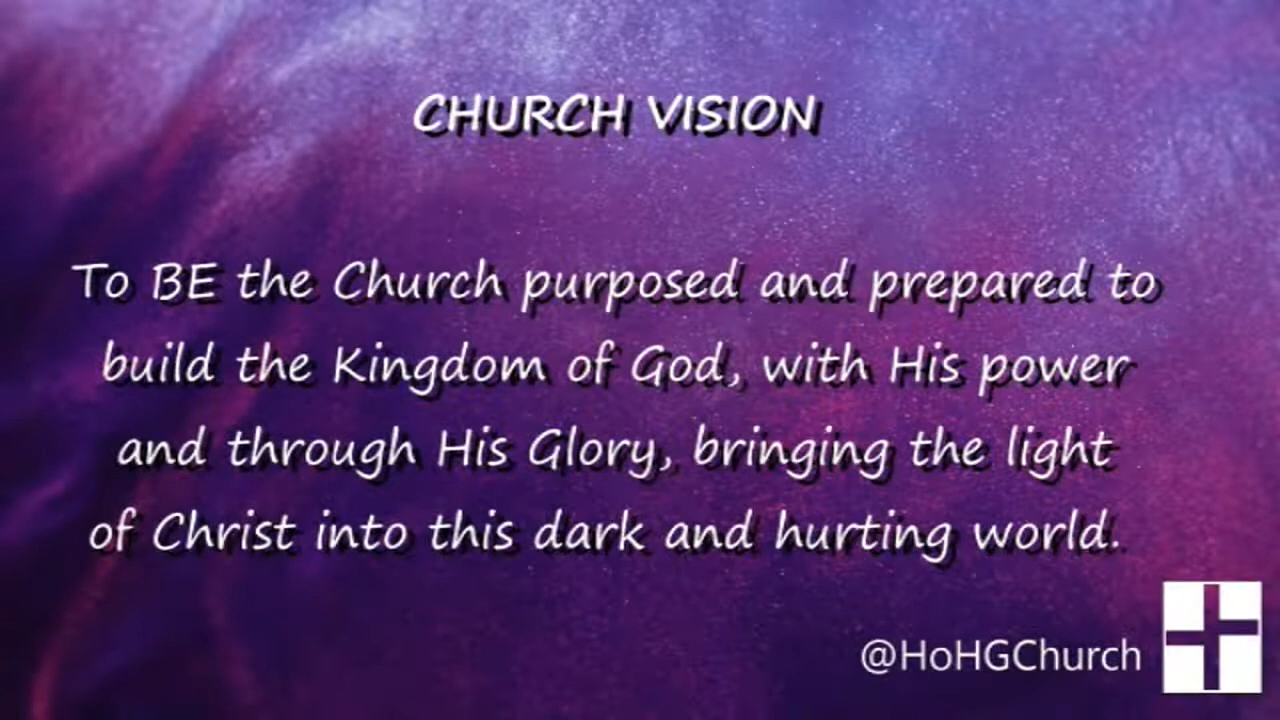 CHURCH VISION
To BE the Church purposed and prepared to
build the Kingdom of God, with His power
and through His Glory, bringing the light
of Christ into this dark and hurting world.
@HoHGChurch